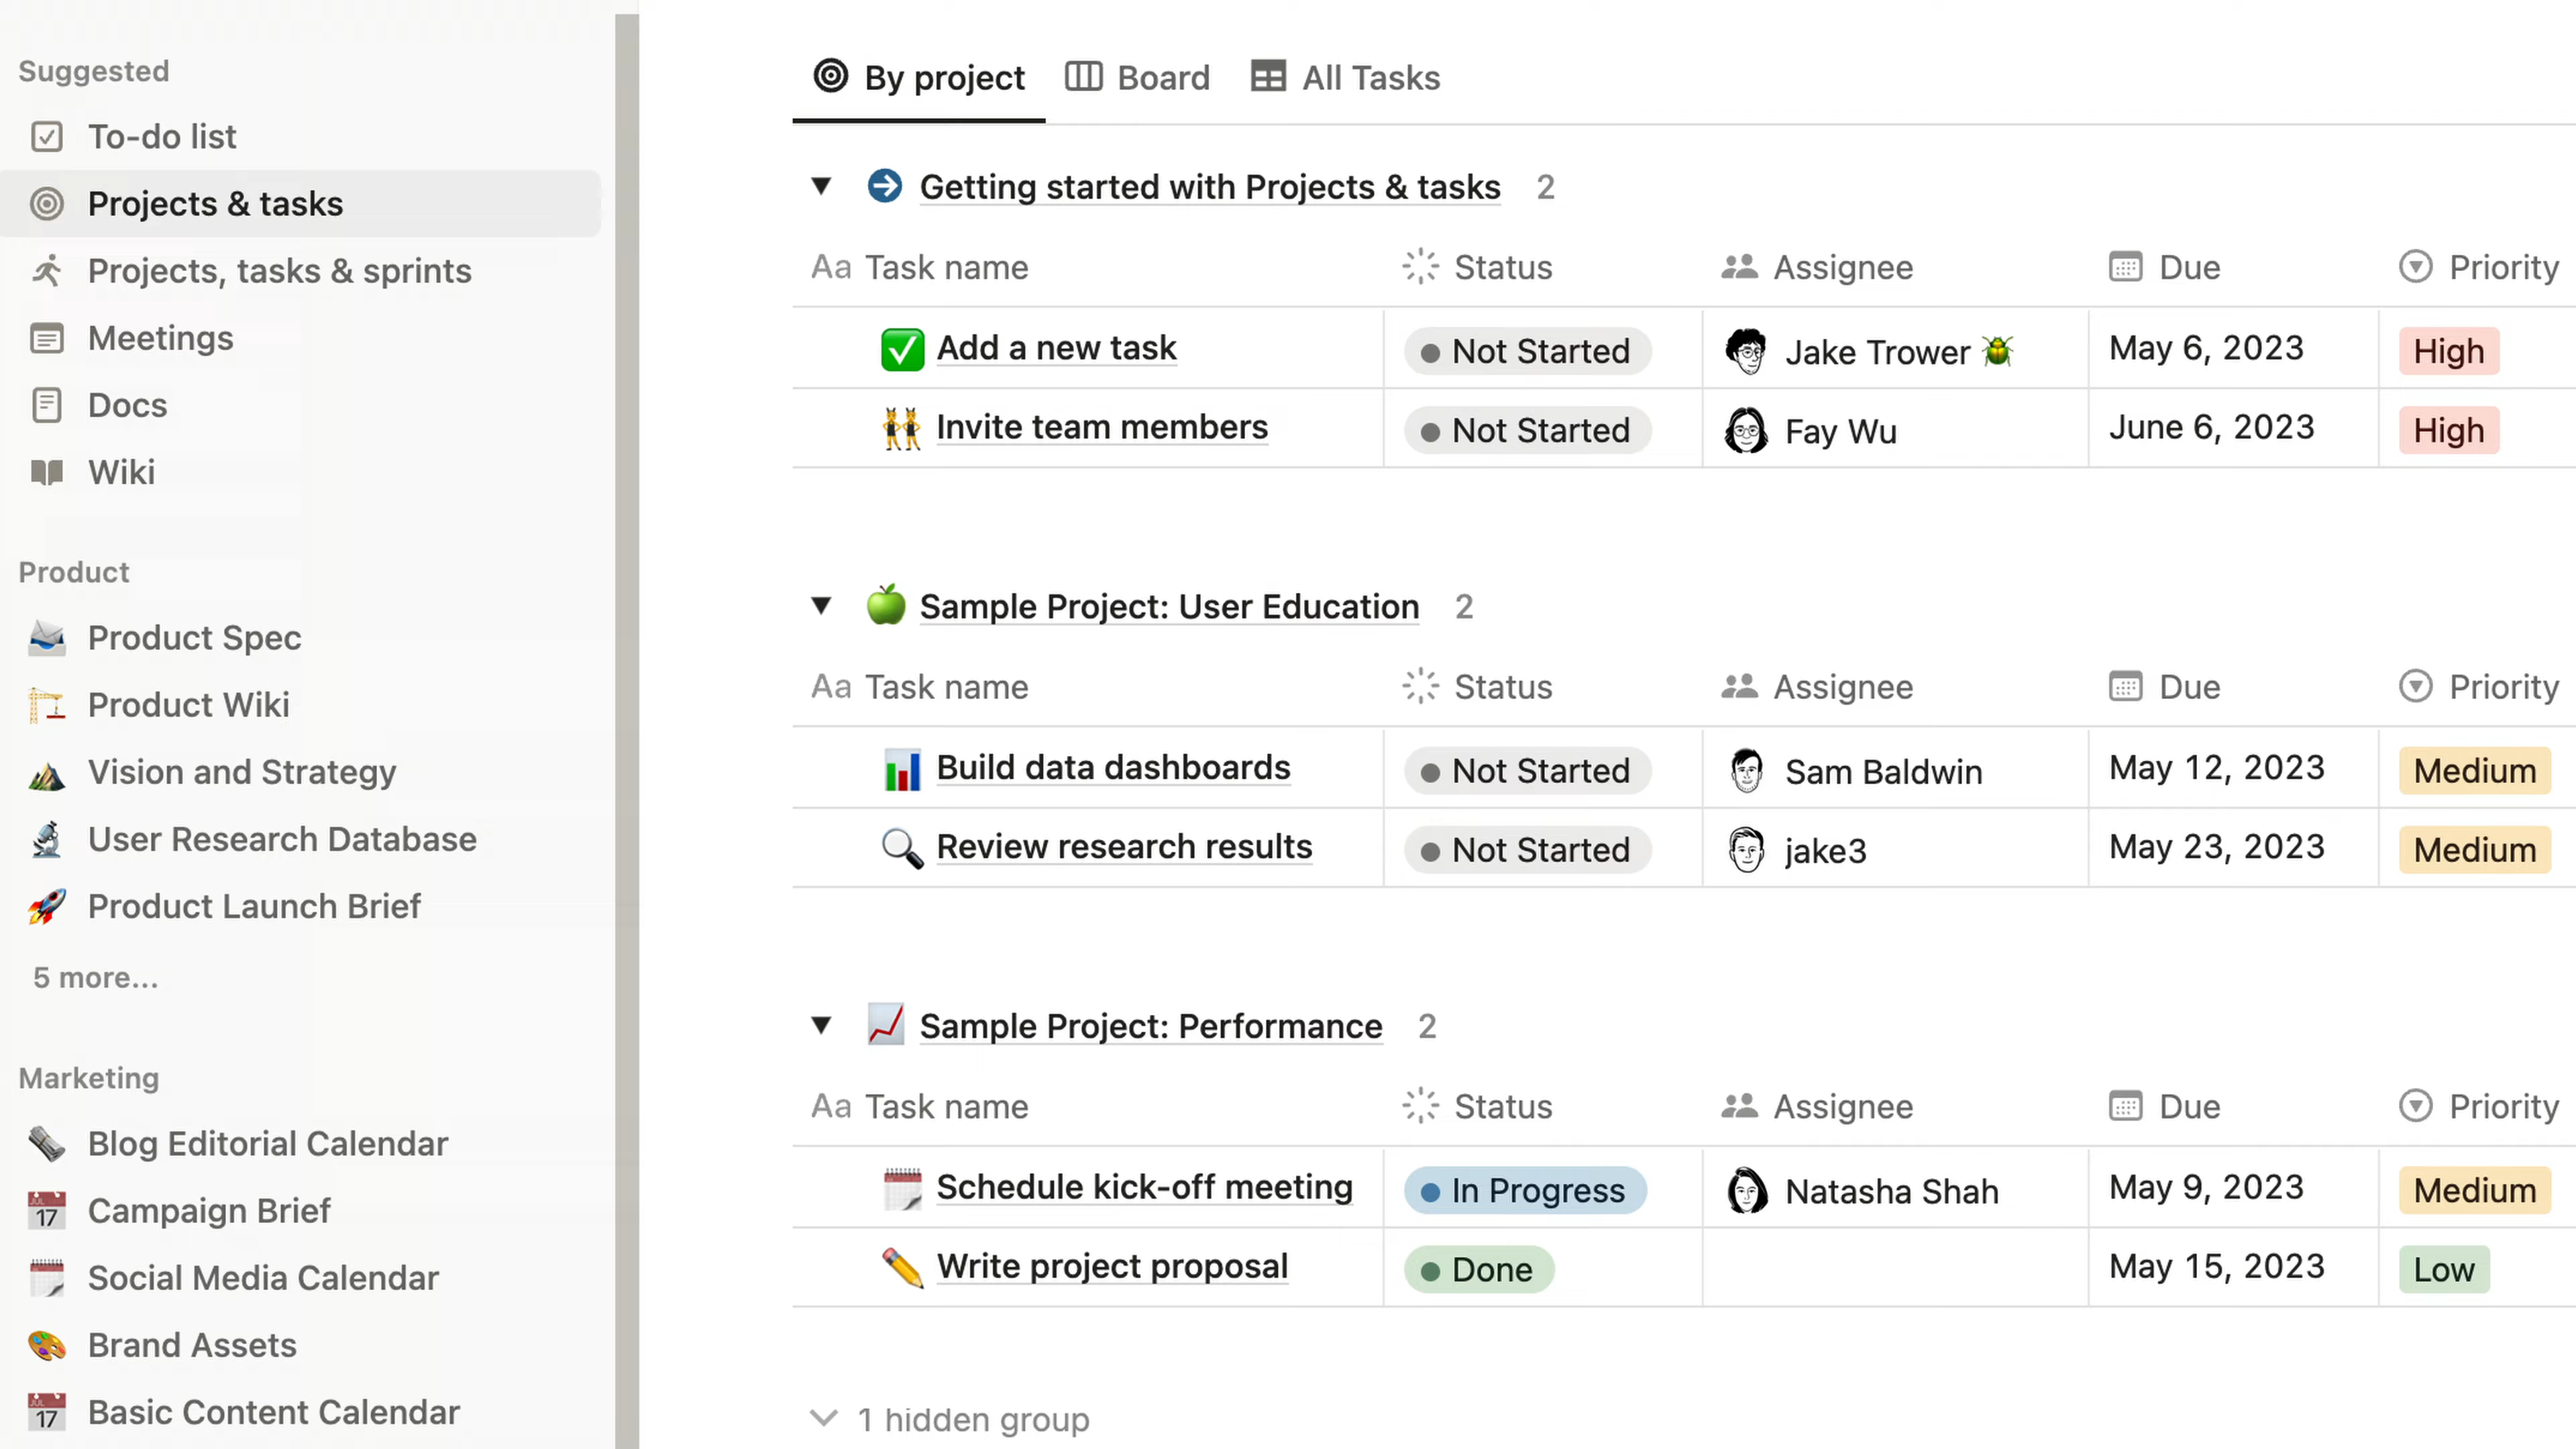 Suggested
To-do list
Projects & tasks
Projects, tasks & sprints
Meetings
Docs
Wiki
Product
Product Spec
Product Wiki
Vision and Strategy
User Research Database
Product Launch Brief
5 more...
Marketing
Blog Editorial Calendar
JUL 17 Campaign Brief
Social Media Calendar
Brand Assets
JUL 17 Basic Content Calendar
By project Board All Tasks
Getting started with Projects & tasks 2
Aa Task name Status Assignee Due Priority
Add a new task Not Started Jake Trower May 6, 2023 High
Invite team members Not Started Fay Wu June 6, 2023 High
Sample Project: User Education 2
Aa Task name Status Assignee Due Priority
Build data dashboards Not Started Sam Baldwin May 12, 2023 Medium
Review research results Not Started jake3 May 23, 2023 Medium
Sample Project: Performance 2
Aa Task name Status Assignee Due Priority
Schedule kick-off meeting In Progress Natasha Shah May 9, 2023 Medium
Write project proposal Done May 15, 2023 Low
1 hidden group